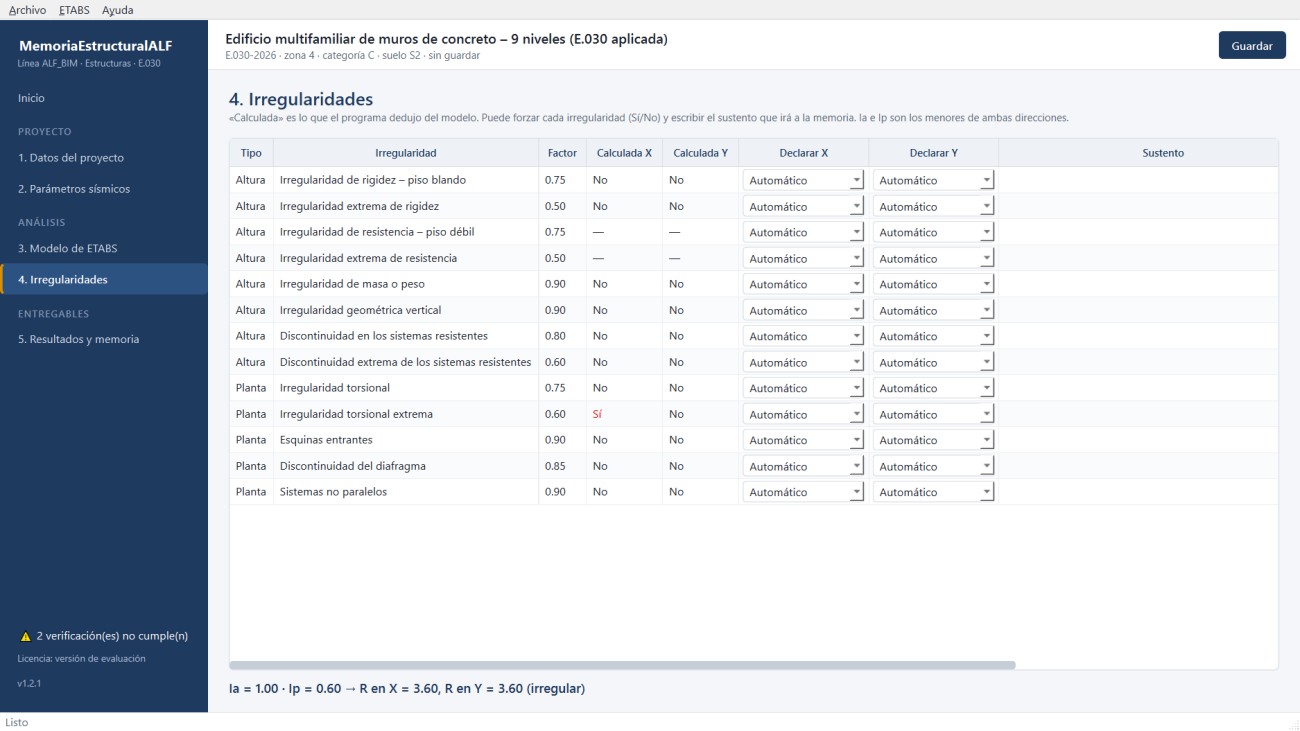 Archivo ETABS Ayuda
MemoriaEstructuralALF
Línea ALF_BIM · Estructuras · E.030
Inicio
PROYECTO
1. Datos del proyecto
2. Parámetros sísmicos
ANÁLISIS
3. Modelo de ETABS
4. Irregularidades
ENTREGABLES
5. Resultados y memoria
⚠ 2 verificación(es) no cumple(n)
Licencia: versión de evaluación
v1.2.1
Edificio multifamiliar de muros de concreto – 9 niveles (E.030 aplicada)
E.030-2026 · zona 4 · categoría C · suelo S2 · sin guardar
Guardar
4. Irregularidades
«Calculada» es lo que el programa dedujo del modelo. Puede forzar cada irregularidad (Sí/No) y escribir el sustento que irá a la memoria. Ia e Ip son los menores de ambas direcciones.
Tipo Irregularidad Factor Calculada X Calculada Y Declarar X Declarar Y Sustento
Altura Irregularidad de rigidez – piso blando 0.75 No No Automático Automático
Altura Irregularidad extrema de rigidez 0.50 No No Automático Automático
Altura Irregularidad de resistencia – piso débil 0.75 — — Automático Automático
Altura Irregularidad extrema de resistencia 0.50 — — Automático Automático
Altura Irregularidad de masa o peso 0.90 No No Automático Automático
Altura Irregularidad geométrica vertical 0.90 No No Automático Automático
Altura Discontinuidad en los sistemas resistentes 0.80 No No Automático Automático
Altura Discontinuidad extrema de los sistemas resistentes 0.60 No No Automático Automático
Planta Irregularidad torsional 0.75 No No Automático Automático
Planta Irregularidad torsional extrema 0.60 Sí No Automático Automático
Planta Esquinas entrantes 0.90 No No Automático Automático
Planta Discontinuidad del diafragma 0.85 No No Automático Automático
Planta Sistemas no paralelos 0.90 No No Automático Automático
Ia = 1.00 · Ip = 0.60 → R en X = 3.60, R en Y = 3.60 (irregular)
Listo